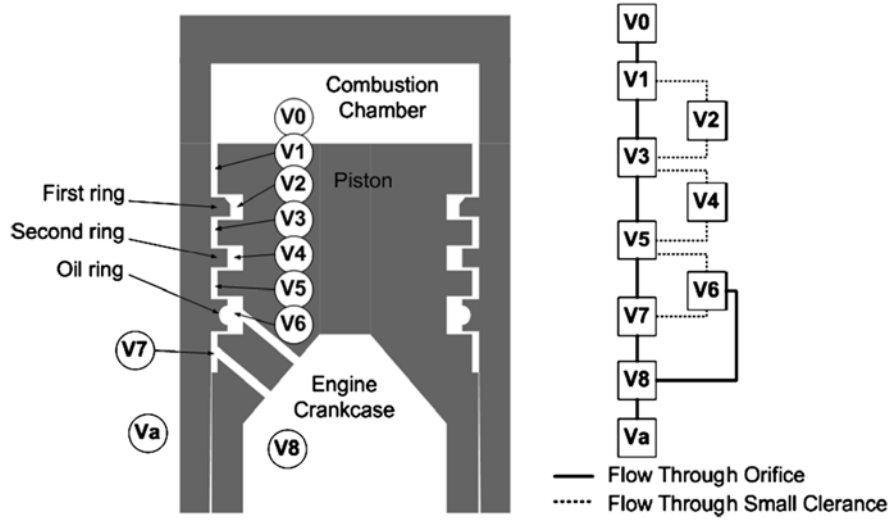 Combustion
Chamber
V0
V1
V2
Piston
First ring
V3
Second ring
V4
Oil ring
V5
V6
V7
Engine
Crankcase
Va
V8
V0
V1
V2
V3
V4
V5
V6
V7
V8
Va
Flow Through Orifice
Flow Through Small Clerance